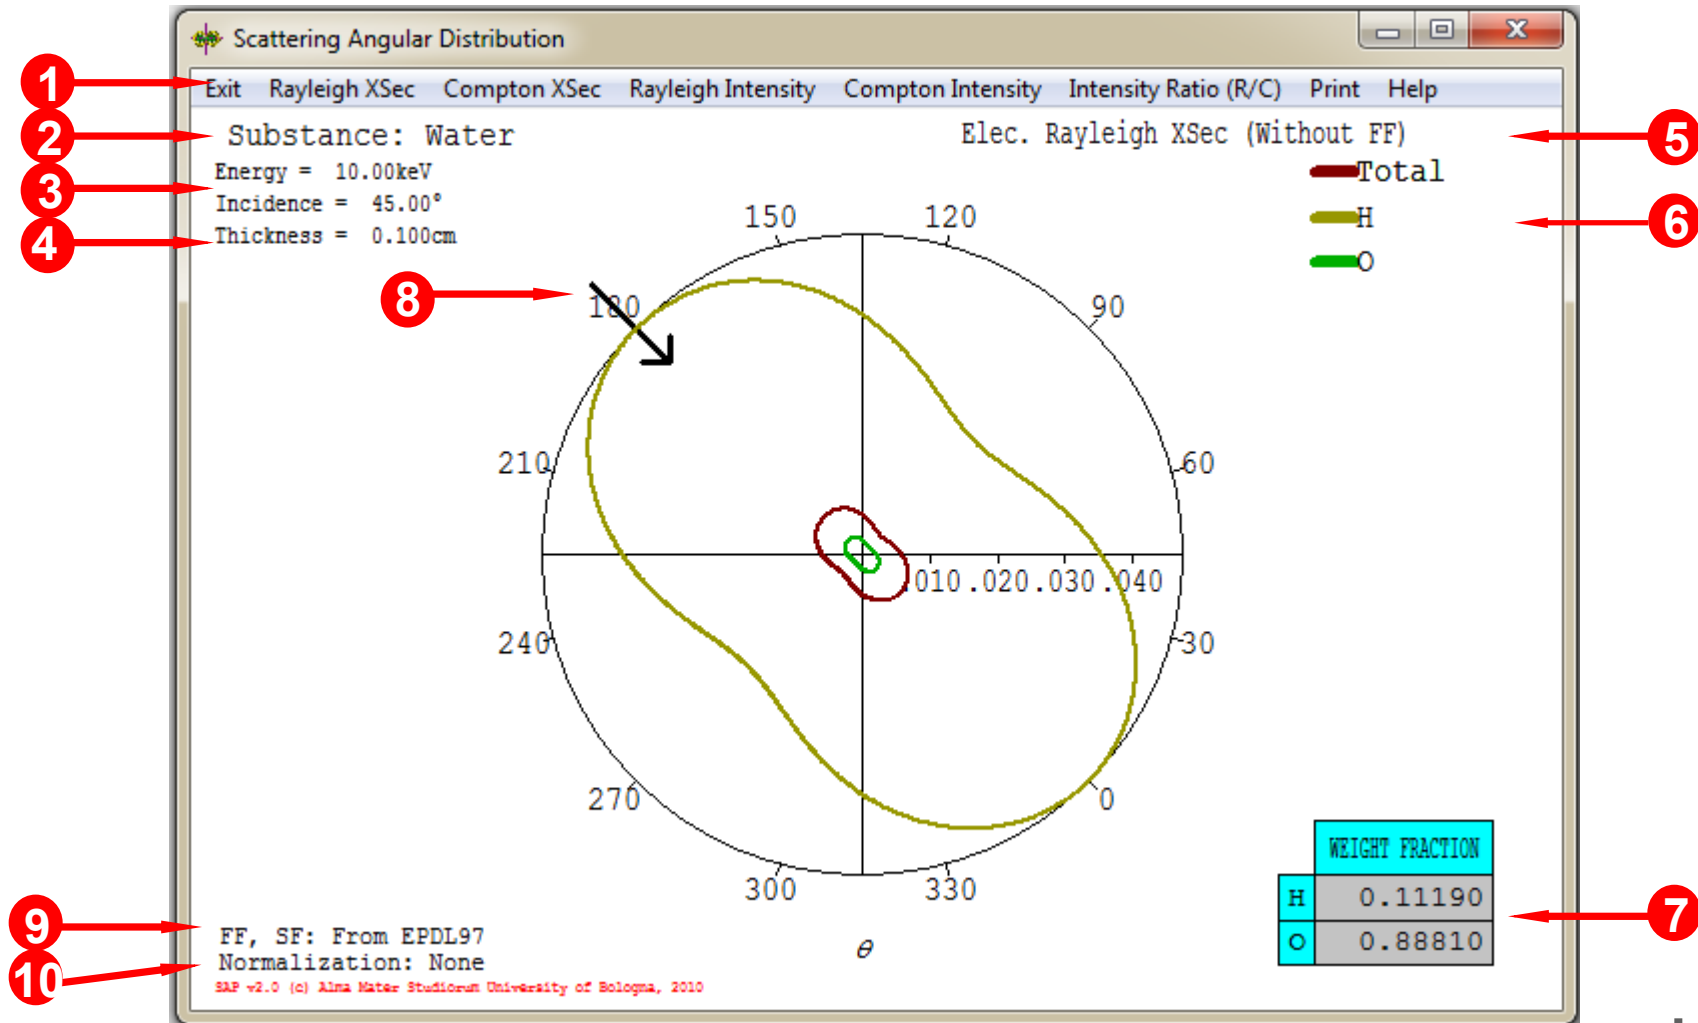 Scattering Angular Distribution
1
Exit Rayleigh XSec Compton XSec Rayleigh Intensity Compton Intensity Intensity Ratio (R/C) Print Help
2
Substance: Water
Elec. Rayleigh XSec (Without FF)
5
3
Energy = 10.00keV
Incidence = 45.00°
4
Thickness = 0.100cm
Total
H
O
6
8
150
120
180
90
210
60
.010 .020 .030 .040
240
30
270
0
300
330
θ
WEIGHT FRACTION
H 0.11190
O 0.88810
7
9
FF, SF: From EPDL97
10
Normalization: None
SAP v2.0 (c) Alma Mater Studiorum University of Bologna, 2010